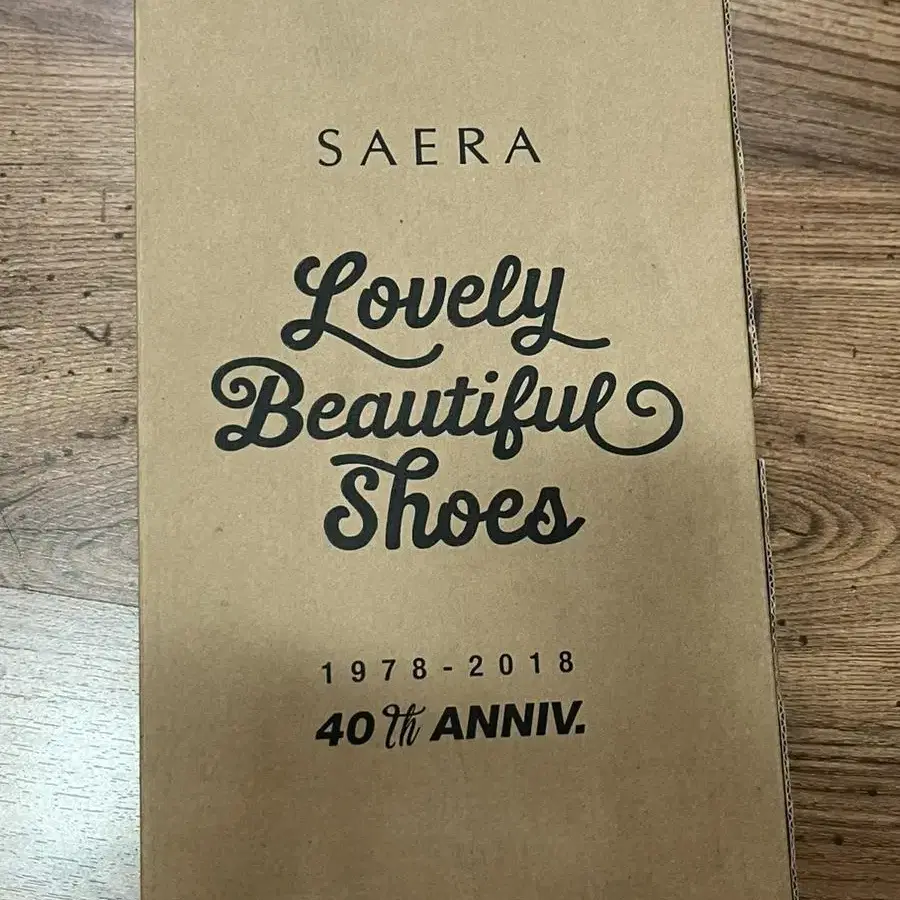 SAERA
Lovely
Beautiful
Shoes
1978-2018
40th ANNIV.